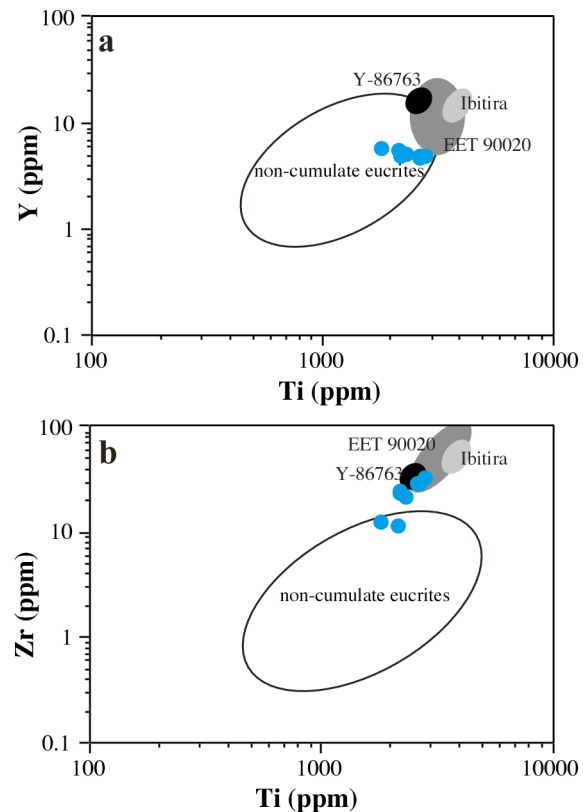 100
a
Y-86763
Ibitira
10
EET 90020
non-cumulate eucrites
Y (ppm)
1
0.1
100
1000
10000
Ti (ppm)
100
b
EET 90020
Ibitira
Y-86763
10
non-cumulate eucrites
Zr (ppm)
1
0.1
100
1000
10000
Ti (ppm)